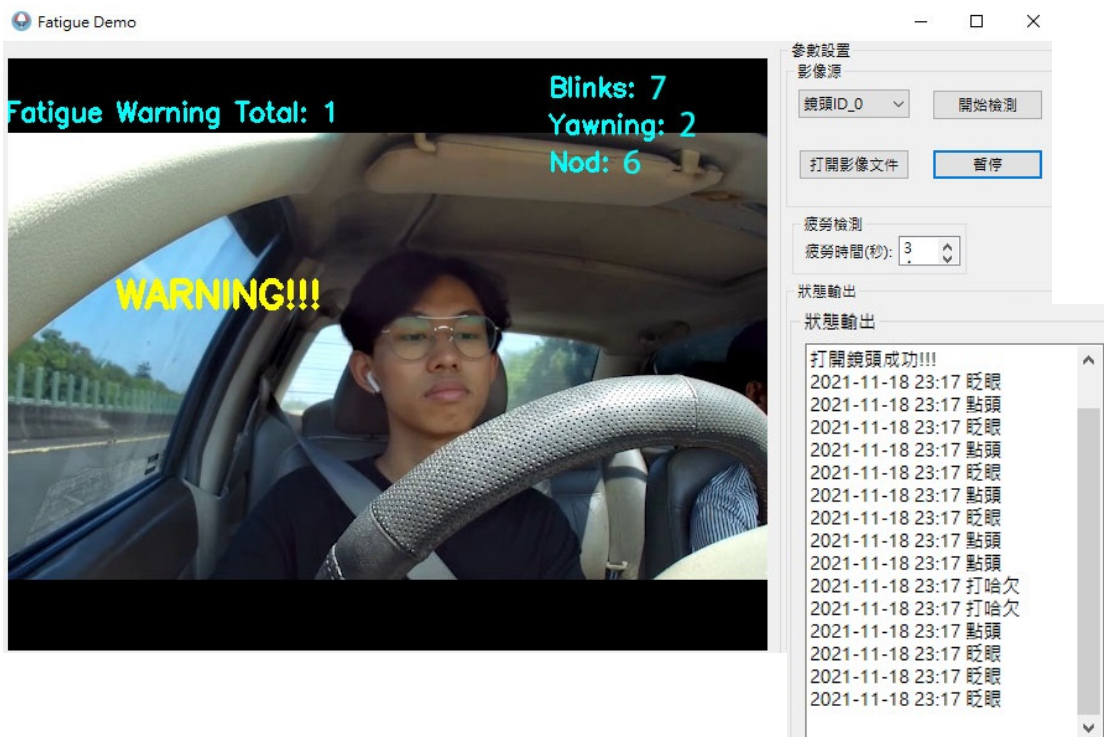 Fatigue Demo
Fatigue Warning Total: 1
Blinks: 7
Yawning: 2
Nod: 6
WARNING!!!
參數設置
影像源
鏡頭ID_0
開始檢測
打開影像文件
暫停
疲勞檢測
疲勞時間(秒): 3
狀態輸出
狀態輸出
打開鏡頭成功!!!
2021-11-18 23:17 眨眼
2021-11-18 23:17 點頭
2021-11-18 23:17 眨眼
2021-11-18 23:17 點頭
2021-11-18 23:17 眨眼
2021-11-18 23:17 點頭
2021-11-18 23:17 眨眼
2021-11-18 23:17 點頭
2021-11-18 23:17 點頭
2021-11-18 23:17 打哈欠
2021-11-18 23:17 打哈欠
2021-11-18 23:17 點頭
2021-11-18 23:17 眨眼
2021-11-18 23:17 眨眼
2021-11-18 23:17 眨眼